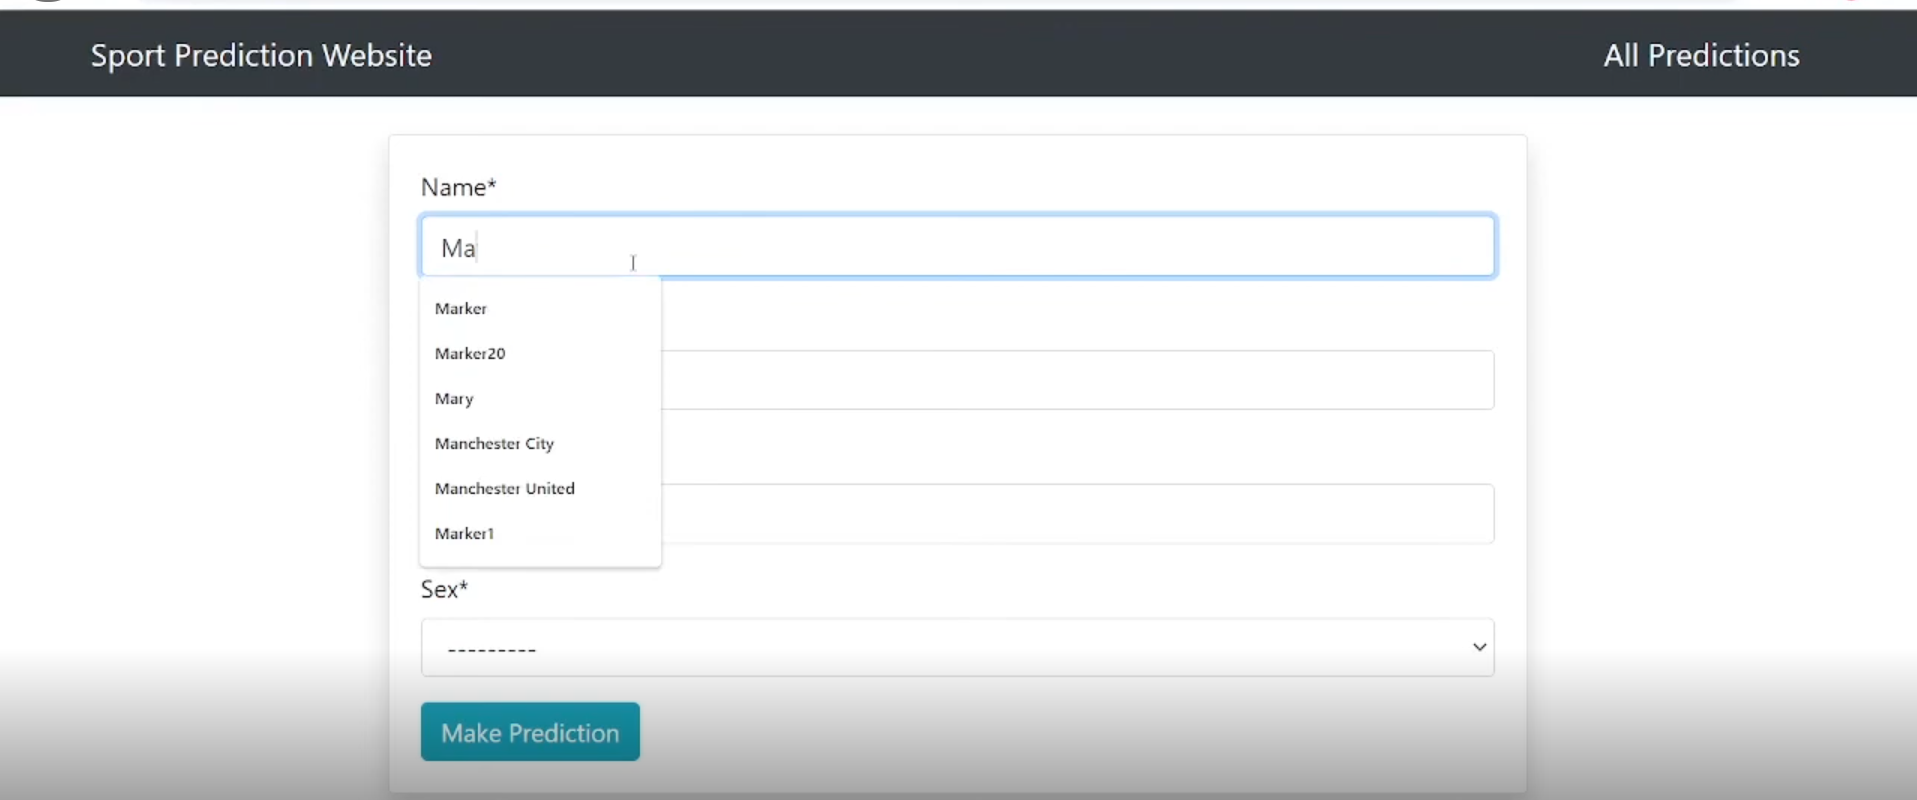 Sport Prediction Website
All Predictions
Name*
Ma
Marker
Marker20
Mary
Manchester City
Manchester United
Marker1
Sex*
---------
Make Prediction